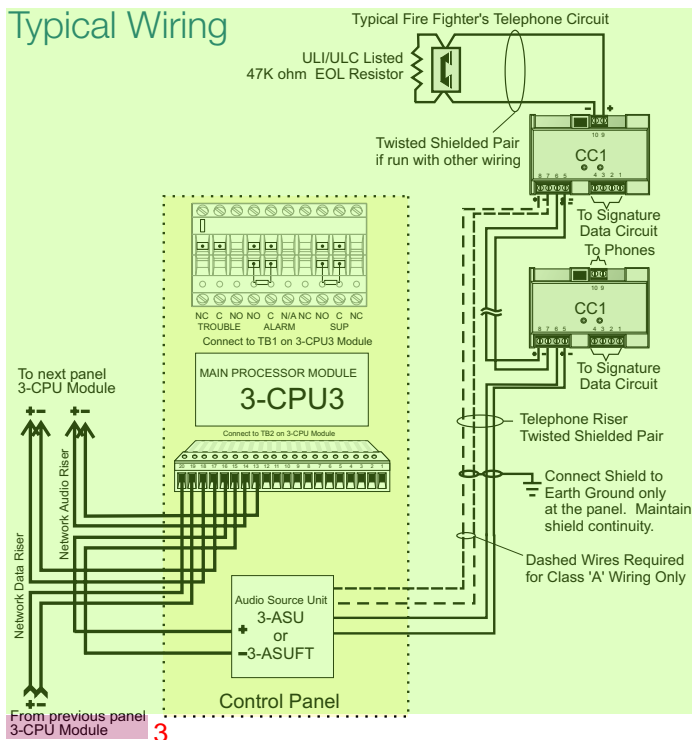 Typical Wiring
Typical Fire Fighter's Telephone Circuit
ULI/ULC Listed
47K ohm EOL Resistor
- +
10 9
Twisted Shielded Pair
if run with other wiring
CC1
8 7 6 5 4 3 2 1
To Signature
Data Circuit
To Phones
10 9
CC1
8 7 6 5 4 3 2 1
To Signature
Data Circuit
NC C NO NO C N/A NC NO C NC
TROUBLE ALARM SUP
Connect to TB1 on 3-CPU3 Module
MAIN PROCESSOR MODULE
3-CPU3
Connect to TB2 on 3-CPU Module
20 19 18 17 16 15 14 13 12 11 10 9 8 7 6 5 4 3 2 1
To next panel
3-CPU Module
+ - + -
Network Audio Riser
Network Data Riser
Telephone Riser
Twisted Shielded Pair
Connect Shield to
Earth Ground only
at the panel. Maintain
shield continuity.
Dashed Wires Required
for Class 'A' Wiring Only
Audio Source Unit
3-ASU
+ or
- 3-ASUFT
Control Panel
+ -
From previous panel
3-CPU Module
3